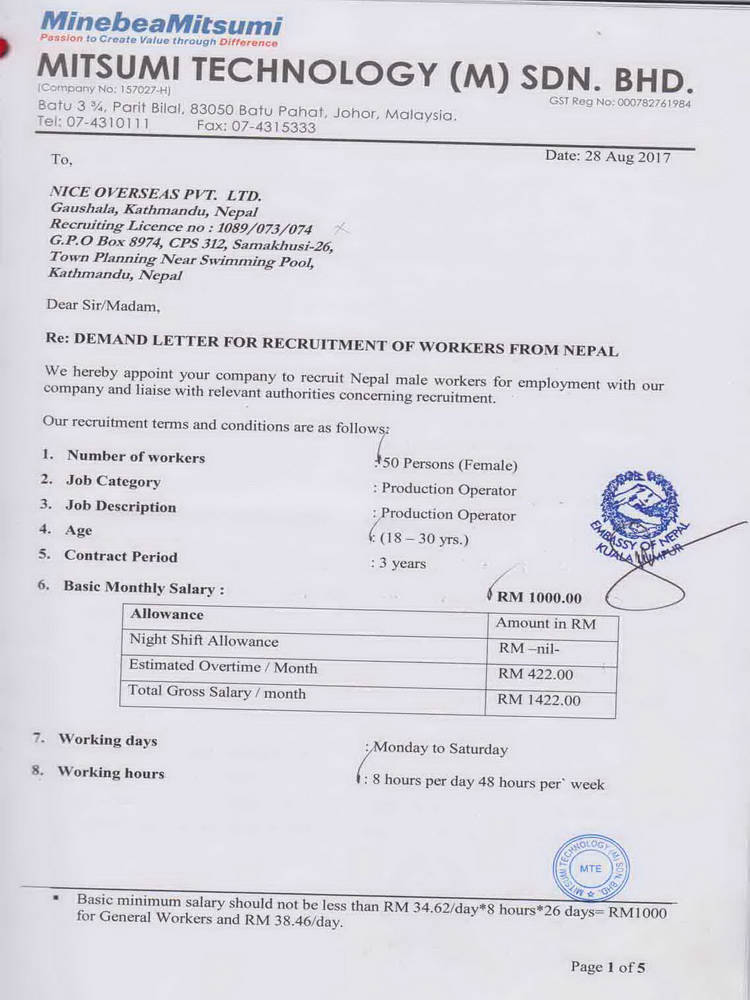 MinebeaMitsumi
Passion to Create Value through Difference
MITSUMI TECHNOLOGY (M) SDN. BHD.
(Company No: 157027-H)
GST Reg No: 000782761984
Batu 3 ¾, Parit Bilal, 83050 Batu Pahat, Johor, Malaysia.
Tel: 07-4310111 Fax: 07-4315333
To,
Date: 28 Aug 2017
NICE OVERSEAS PVT. LTD.
Gaushala, Kathmandu, Nepal
Recruiting Licence no : 1089/073/074
G.P.O Box 8974, CPS 312, Samakhusi-26,
Town Planning Near Swimming Pool,
Kathmandu, Nepal
Dear Sir/Madam,
Re: DEMAND LETTER FOR RECRUITMENT OF WORKERS FROM NEPAL
We hereby appoint your company to recruit Nepal male workers for employment with our
company and liaise with relevant authorities concerning recruitment.
Our recruitment terms and conditions are as follows:
1. Number of workers : 50 Persons (Female)
2. Job Category : Production Operator
3. Job Description : Production Operator
4. Age : (18 – 30 yrs.)
5. Contract Period : 3 years
EMBASSY OF NEPAL
KUALA LUMPUR
6. Basic Monthly Salary : RM 1000.00
Allowance Amount in RM
Night Shift Allowance RM –nil-
Estimated Overtime / Month RM 422.00
Total Gross Salary / month RM 1422.00
7. Working days : Monday to Saturday
8. Working hours : 8 hours per day 48 hours per` week
MITSUMI TECHNOLOGY (M) SDN. BHD.
MTE
▪ Basic minimum salary should not be less than RM 34.62/day*8 hours*26 days= RM1000
for General Workers and RM 38.46/day.
Page 1 of 5